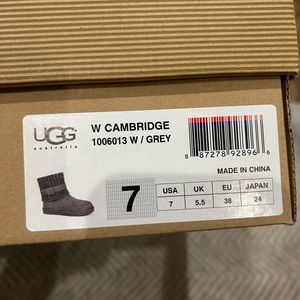 UGG
australia
W CAMBRIDGE
1006013 W / GREY
8 87278 92896 6
MADE IN CHINA
7
USA UK EU JAPAN
7 5.5 38 24